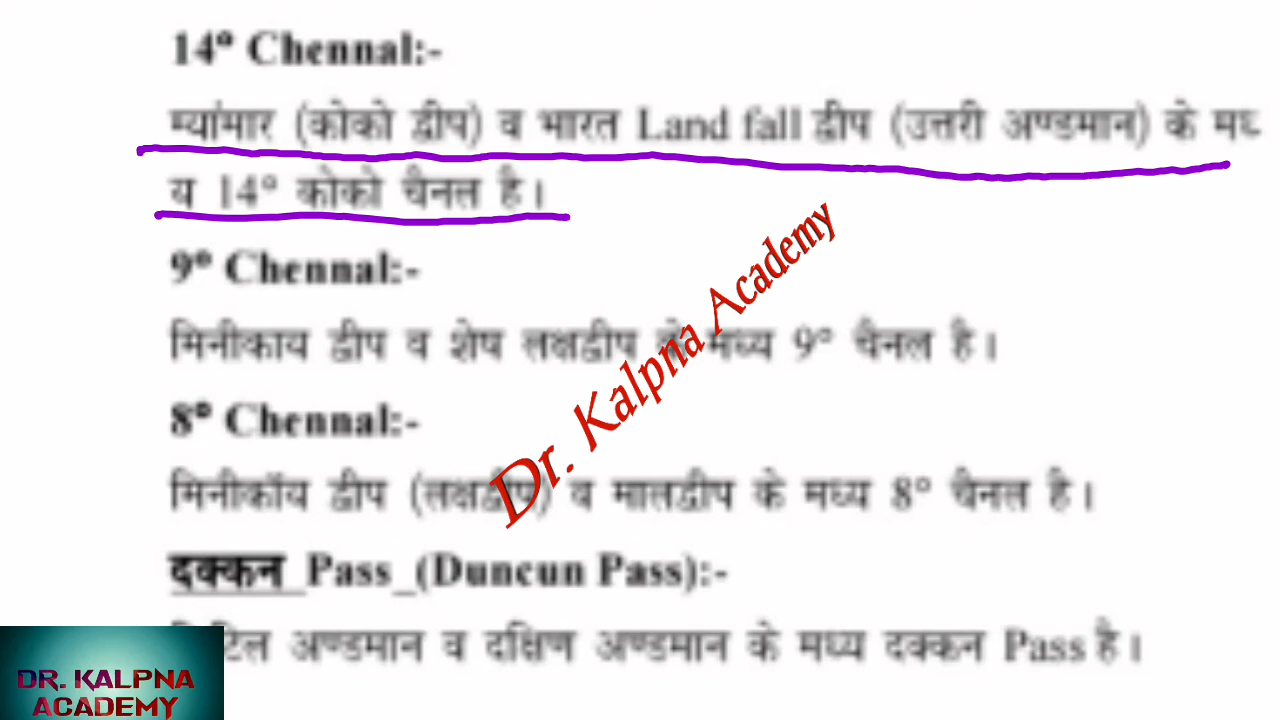 14° Chennal:-
म्यांमार (कोको द्वीप) व भारत Land fall द्वीप (उत्तरी अण्डमान) के मध्
य 14° कोको चैनल है।
9° Chennal:-
मिनीकाय द्वीप व शेष लक्षद्वीप के मध्य 9° चैनल है।
8° Chennal:-
मिनीकॉय द्वीप (लक्षद्वीप) व मालद्वीप के मध्य 8° चैनल है।
दक्कन_Pass_(Duncun Pass):-
अण्डमान व दक्षिण अण्डमान के मध्य दक्कन Pass है।
Dr. Kalpna Academy
DR. KALPNA
ACADEMY